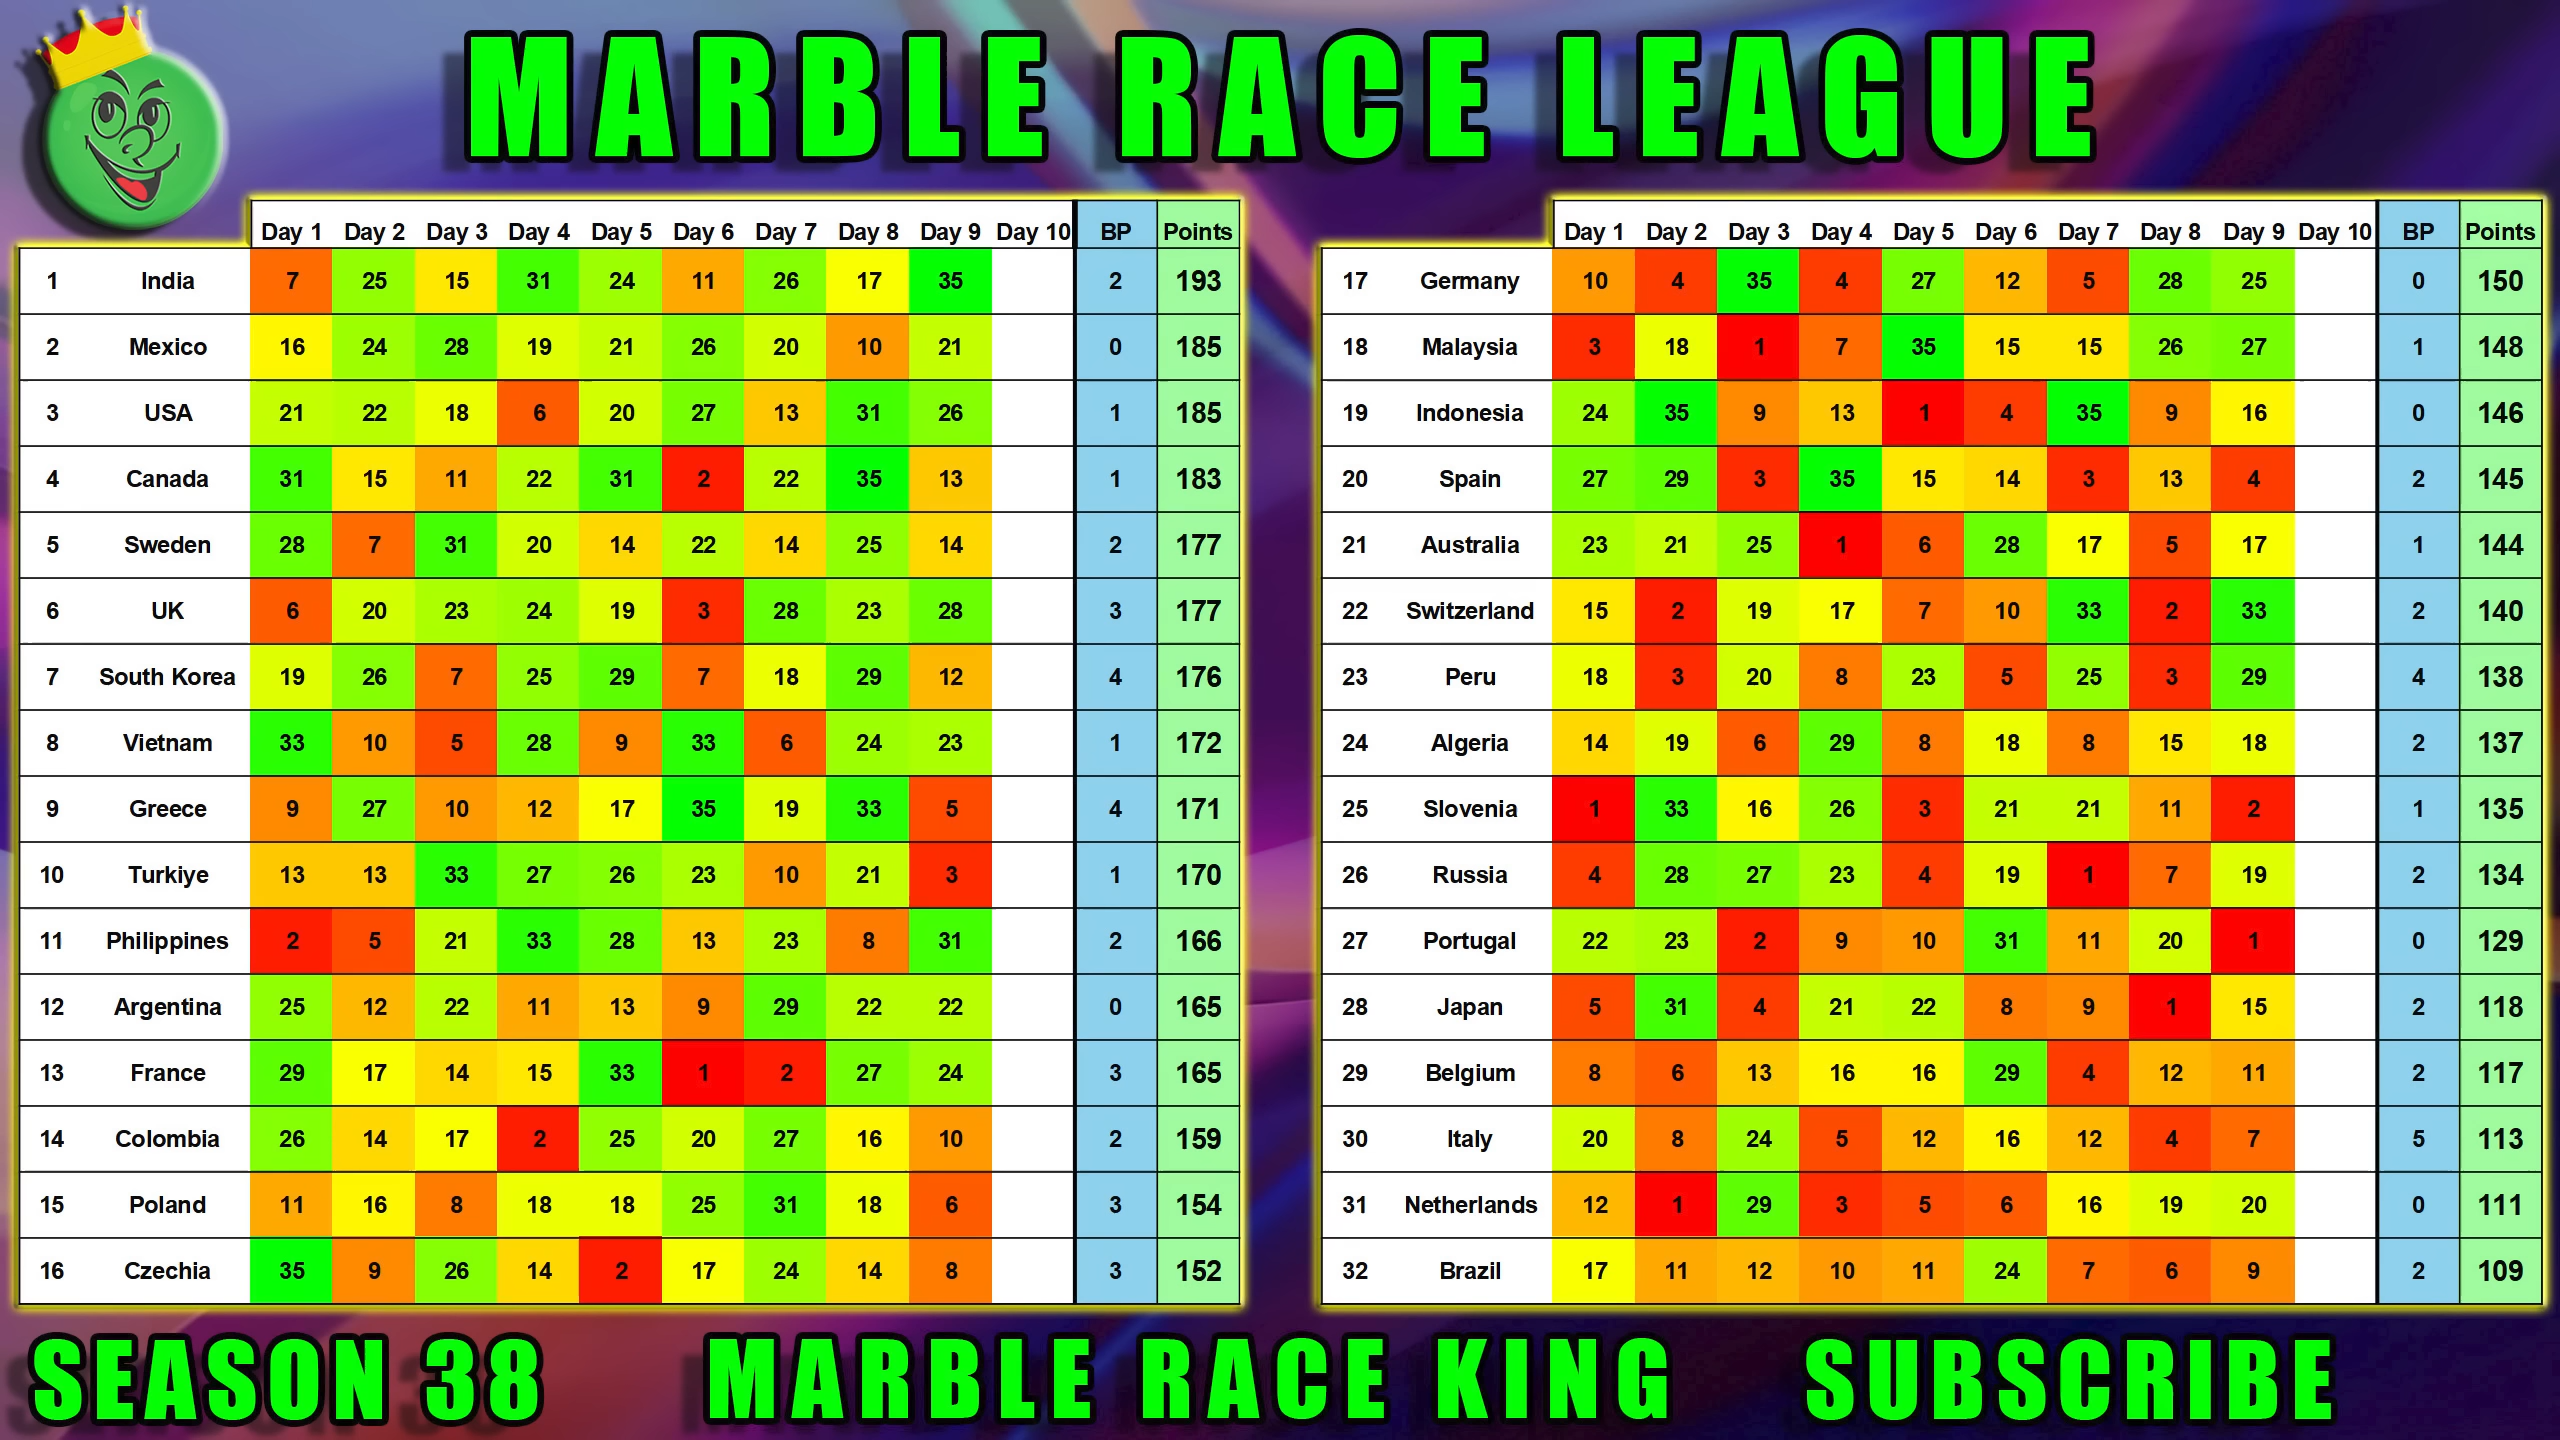 MARBLE RACE LEAGUE
Day 1 Day 2 Day 3 Day 4 Day 5 Day 6 Day 7 Day 8 Day 9 Day 10 BP Points
1 India 7 25 15 31 24 11 26 17 35 2 193
2 Mexico 16 24 28 19 21 26 20 10 21 0 185
3 USA 21 22 18 6 20 27 13 31 26 1 185
4 Canada 31 15 11 22 31 2 22 35 13 1 183
5 Sweden 28 7 31 20 14 22 14 25 14 2 177
6 UK 6 20 23 24 19 3 28 23 28 3 177
7 South Korea 19 26 7 25 29 7 18 29 12 4 176
8 Vietnam 33 10 5 28 9 33 6 24 23 1 172
9 Greece 9 27 10 12 17 35 19 33 5 4 171
10 Turkiye 13 13 33 27 26 23 10 21 3 1 170
11 Philippines 2 5 21 33 28 13 23 8 31 2 166
12 Argentina 25 12 22 11 13 9 29 22 22 0 165
13 France 29 17 14 15 33 1 2 27 24 3 165
14 Colombia 26 14 17 2 25 20 27 16 10 2 159
15 Poland 11 16 8 18 18 25 31 18 6 3 154
16 Czechia 35 9 26 14 2 17 24 14 8 3 152
Day 1 Day 2 Day 3 Day 4 Day 5 Day 6 Day 7 Day 8 Day 9 Day 10 BP Points
17 Germany 10 4 35 4 27 12 5 28 25 0 150
18 Malaysia 3 18 1 7 35 15 15 26 27 1 148
19 Indonesia 24 35 9 13 1 4 35 9 16 0 146
20 Spain 27 29 3 35 15 14 3 13 4 2 145
21 Australia 23 21 25 1 6 28 17 5 17 1 144
22 Switzerland 15 2 19 17 7 10 33 2 33 2 140
23 Peru 18 3 20 8 23 5 25 3 29 4 138
24 Algeria 14 19 6 29 8 18 8 15 18 2 137
25 Slovenia 1 33 16 26 3 21 21 11 2 1 135
26 Russia 4 28 27 23 4 19 1 7 19 2 134
27 Portugal 22 23 2 9 10 31 11 20 1 0 129
28 Japan 5 31 4 21 22 8 9 1 15 2 118
29 Belgium 8 6 13 16 16 29 4 12 11 2 117
30 Italy 20 8 24 5 12 16 12 4 7 5 113
31 Netherlands 12 1 29 3 5 6 16 19 20 0 111
32 Brazil 17 11 12 10 11 24 7 6 9 2 109
SEASON 38 MARBLE RACE KING SUBSCRIBE